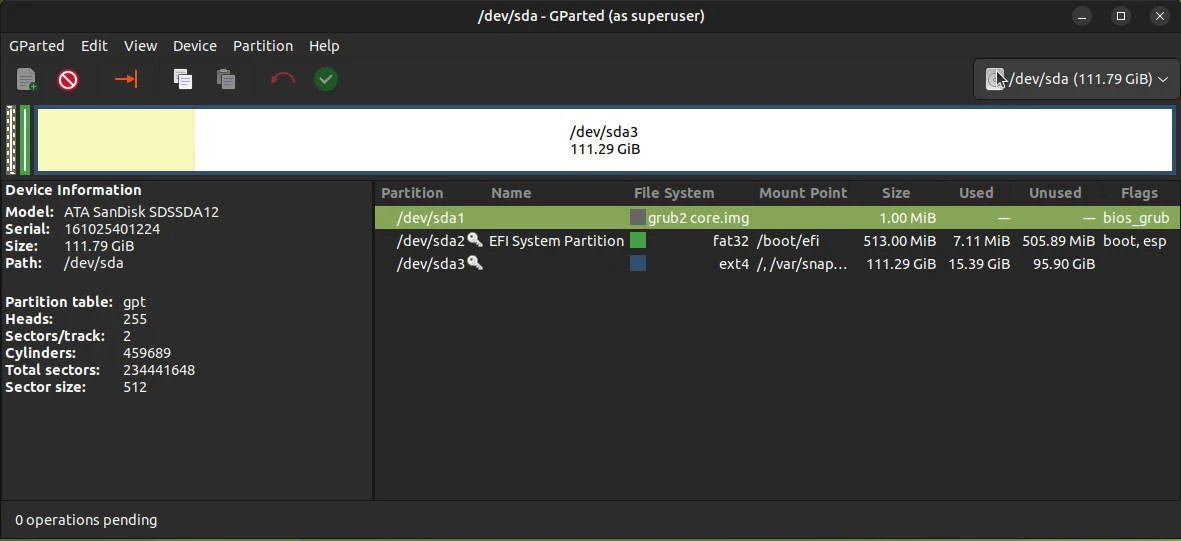 /dev/sda - GParted (as superuser)
GParted Edit View Device Partition Help
/dev/sda (111.79 GiB)
/dev/sda3
111.29 GiB
Device Information
Model: ATA SanDisk SDSSDA12
Serial: 161025401224
Size: 111.79 GiB
Path: /dev/sda
Partition table: gpt
Heads: 255
Sectors/track: 2
Cylinders: 459689
Total sectors: 234441648
Sector size: 512
Partition Name File System Mount Point Size Used Unused Flags
/dev/sda1 grub2 core.img 1.00 MiB --- --- bios_grub
/dev/sda2 EFI System Partition fat32 /boot/efi 513.00 MiB 7.11 MiB 505.89 MiB boot, esp
/dev/sda3 ext4 /, /var/snap... 111.29 GiB 15.39 GiB 95.90 GiB
0 operations pending